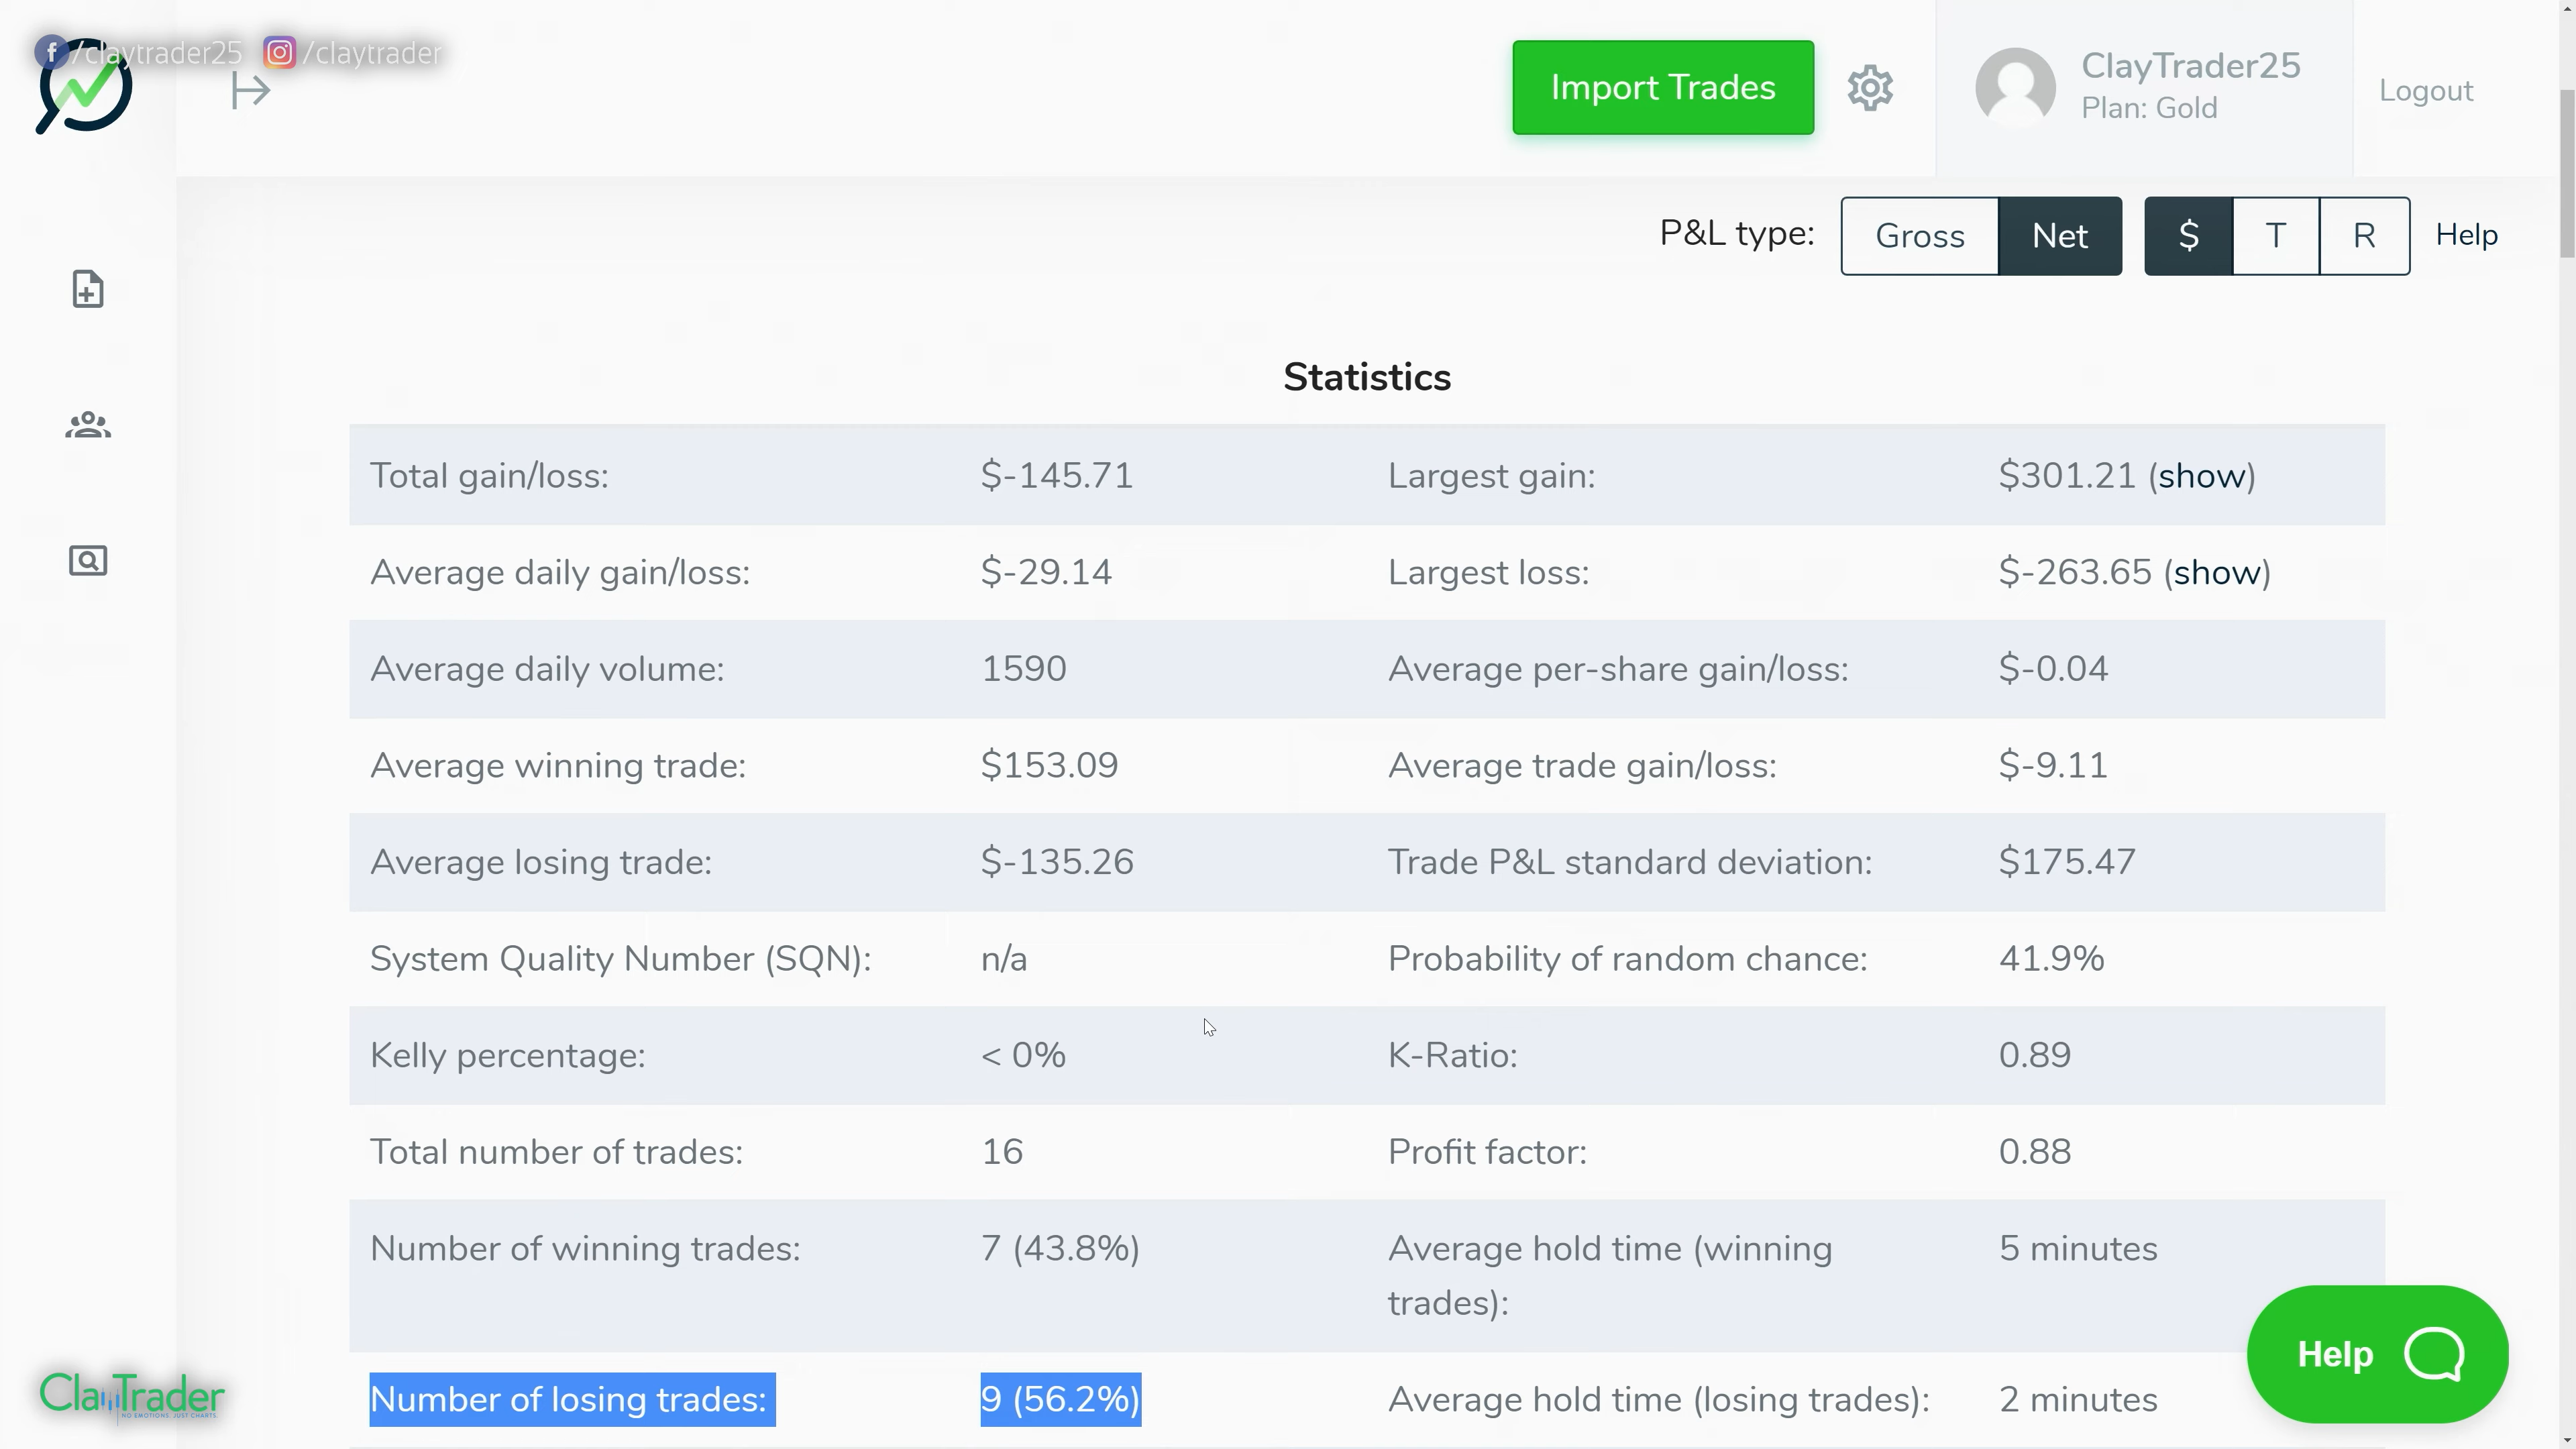 /claytrader25 /claytrader
Import Trades
ClayTrader25
Plan: Gold
Logout
P&L type: Gross Net $ T R Help
Statistics
Total gain/loss: $-145.71 Largest gain: $301.21 (show)
Average daily gain/loss: $-29.14 Largest loss: $-263.65 (show)
Average daily volume: 1590 Average per-share gain/loss: $-0.04
Average winning trade: $153.09 Average trade gain/loss: $-9.11
Average losing trade: $-135.26 Trade P&L standard deviation: $175.47
System Quality Number (SQN): n/a Probability of random chance: 41.9%
Kelly percentage: < 0% K-Ratio: 0.89
Total number of trades: 16 Profit factor: 0.88
Number of winning trades: 7 (43.8%) Average hold time (winning
trades): 5 minutes
Number of losing trades: 9 (56.2%) Average hold time (losing trades): 2 minutes
Help
ClayTrader
NO EMOTIONS. JUST CHARTS.